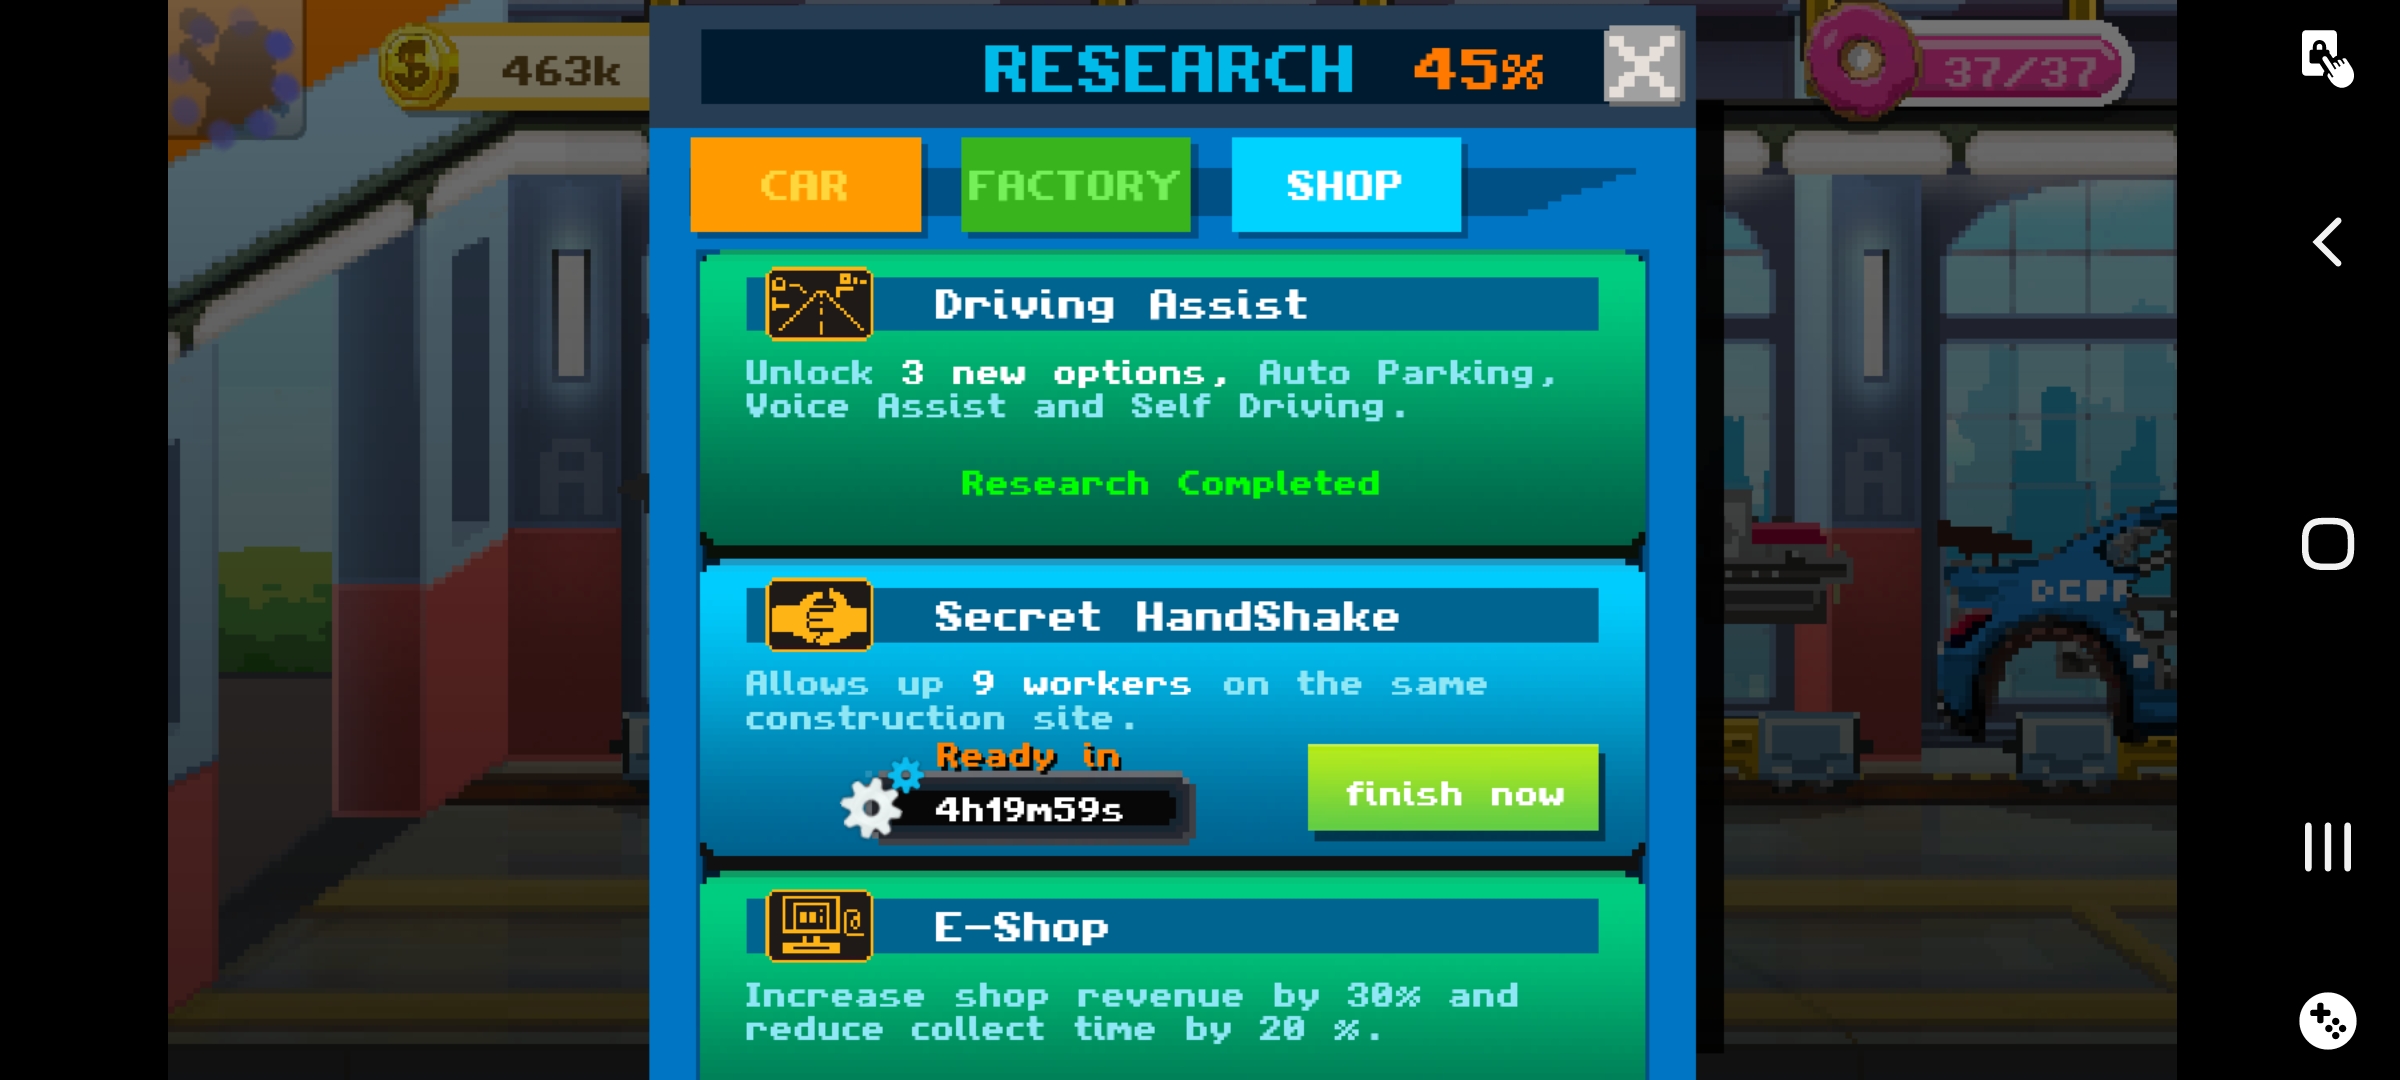 463k
RESEARCH 45%
37/37
CAR FACTORY SHOP
Driving Assist
Unlock 3 new options, Auto Parking,
Voice Assist and Self Driving.
Research Completed
A
A
Secret HandShake
Allows up 9 workers on the same
construction site.
Ready in
4h19m59s
finish now
E-Shop
Increase shop revenue by 30% and
reduce collect time by 20 %.